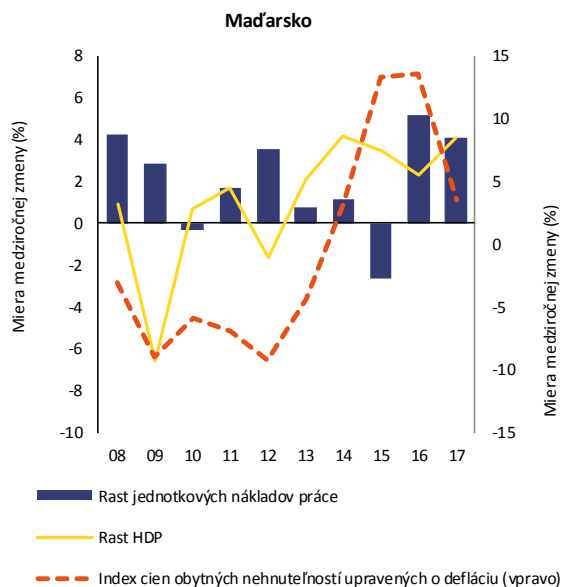 Maďarsko
Miera medziročnej zmeny (%)
8
6
4
2
0
-2
-4
-6
-8
-10
15
10
5
0
-5
-10
-15
Miera medziročnej zmeny (%)
08 09 10 11 12 13 14 15 16 17
Rast jednotkových nákladov práce
Rast HDP
Index cien obytných nehnuteľností upravených o defláciu (vpravo)